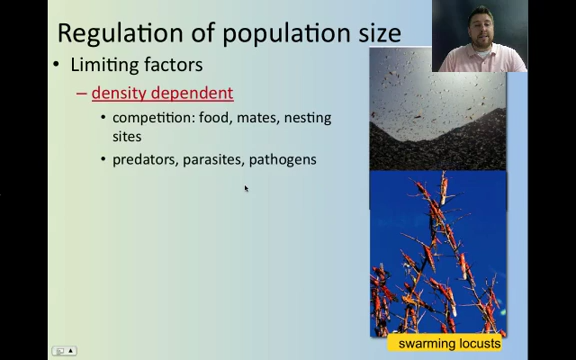 Regulation of population size
• Limiting factors
– density dependent
• competition: food, mates, nesting
sites
• predators, parasites, pathogens
swarming locusts